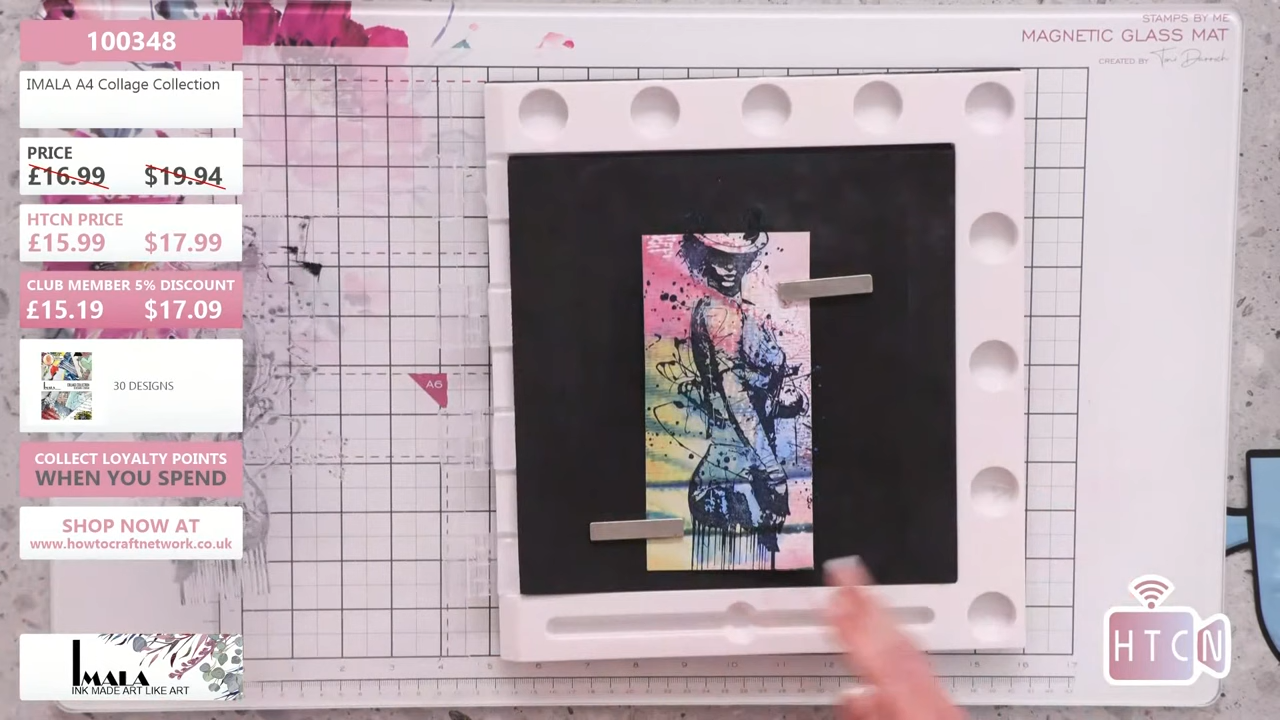 100348
IMALA A4 Collage Collection
PRICE
£16.99 $19.94
HTCN PRICE
£15.99 $17.99
CLUB MEMBER 5% DISCOUNT
£15.19 $17.09
30 DESIGNS
COLLECT LOYALTY POINTS
WHEN YOU SPEND
SHOP NOW AT
www.howtocraftnetwork.co.uk
IMALA
INK MADE ART LIKE ART
STAMPS BY ME
MAGNETIC GLASS MAT
CREATED BY
A6
HTCN